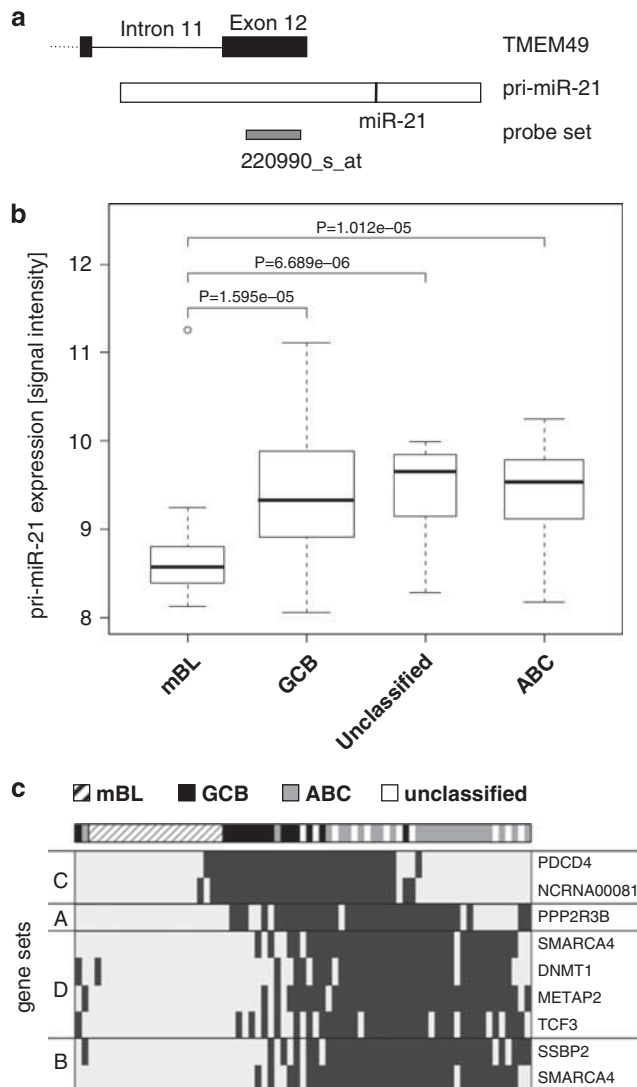 a
Intron 11 Exon 12
TMEM49
pri-miR-21
miR-21
probe set
220990_s_at
b
pri-miR-21 expression [signal intensity]
12
11
10
9
8
P=1.012e–05
P=6.689e–06
P=1.595e–05
mBL
GCB
Unclassified
ABC
c
mBL GCB ABC unclassified
gene sets
C
PDCD4
NCRNA00081
A
PPP2R3B
D
SMARCA4
DNMT1
METAP2
TCF3
B
SSBP2
SMARCA4